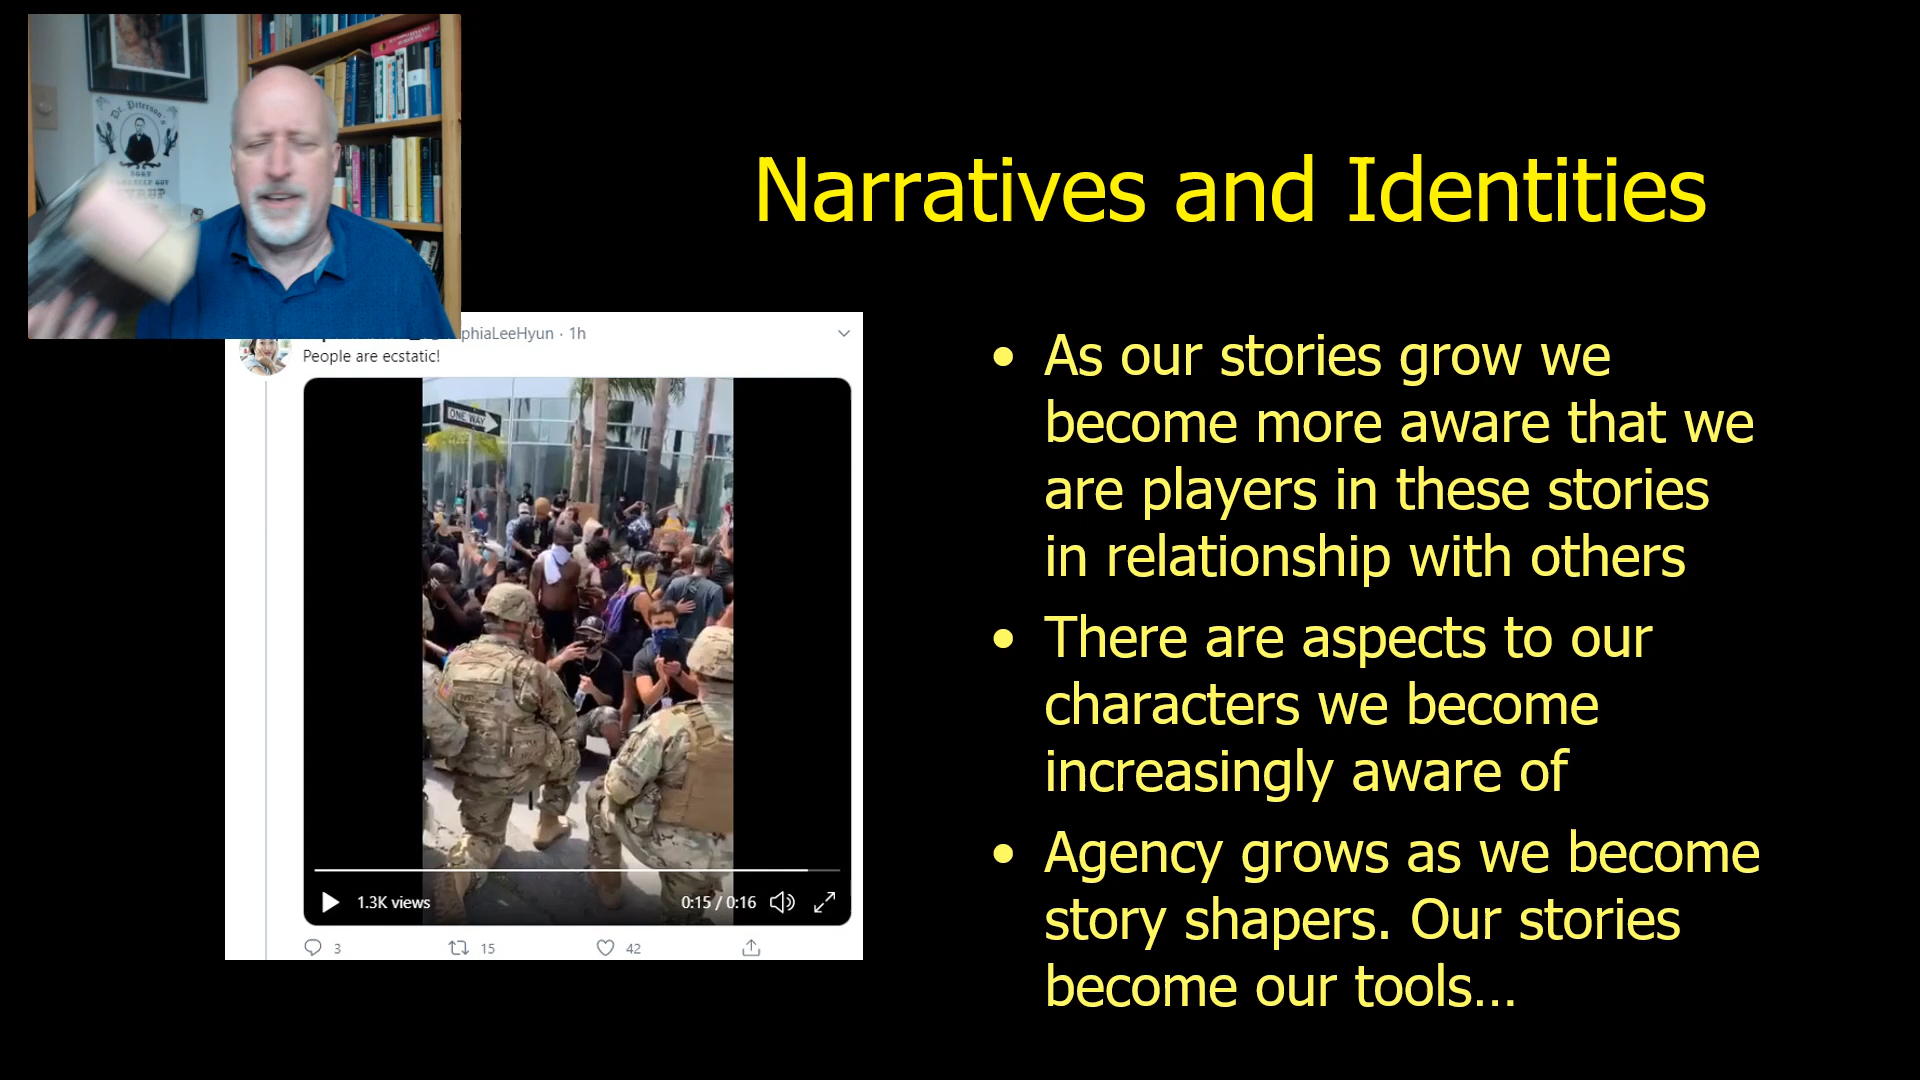 Dr. Peterson's
Narratives and Identities
phiaLeeHyun · 1h
People are ecstatic!
ONE WAY
1.3K views
0:15 / 0:16
3
15
42
• As our stories grow we
become more aware that we
are players in these stories
in relationship with others
• There are aspects to our
characters we become
increasingly aware of
• Agency grows as we become
story shapers. Our stories
become our tools...